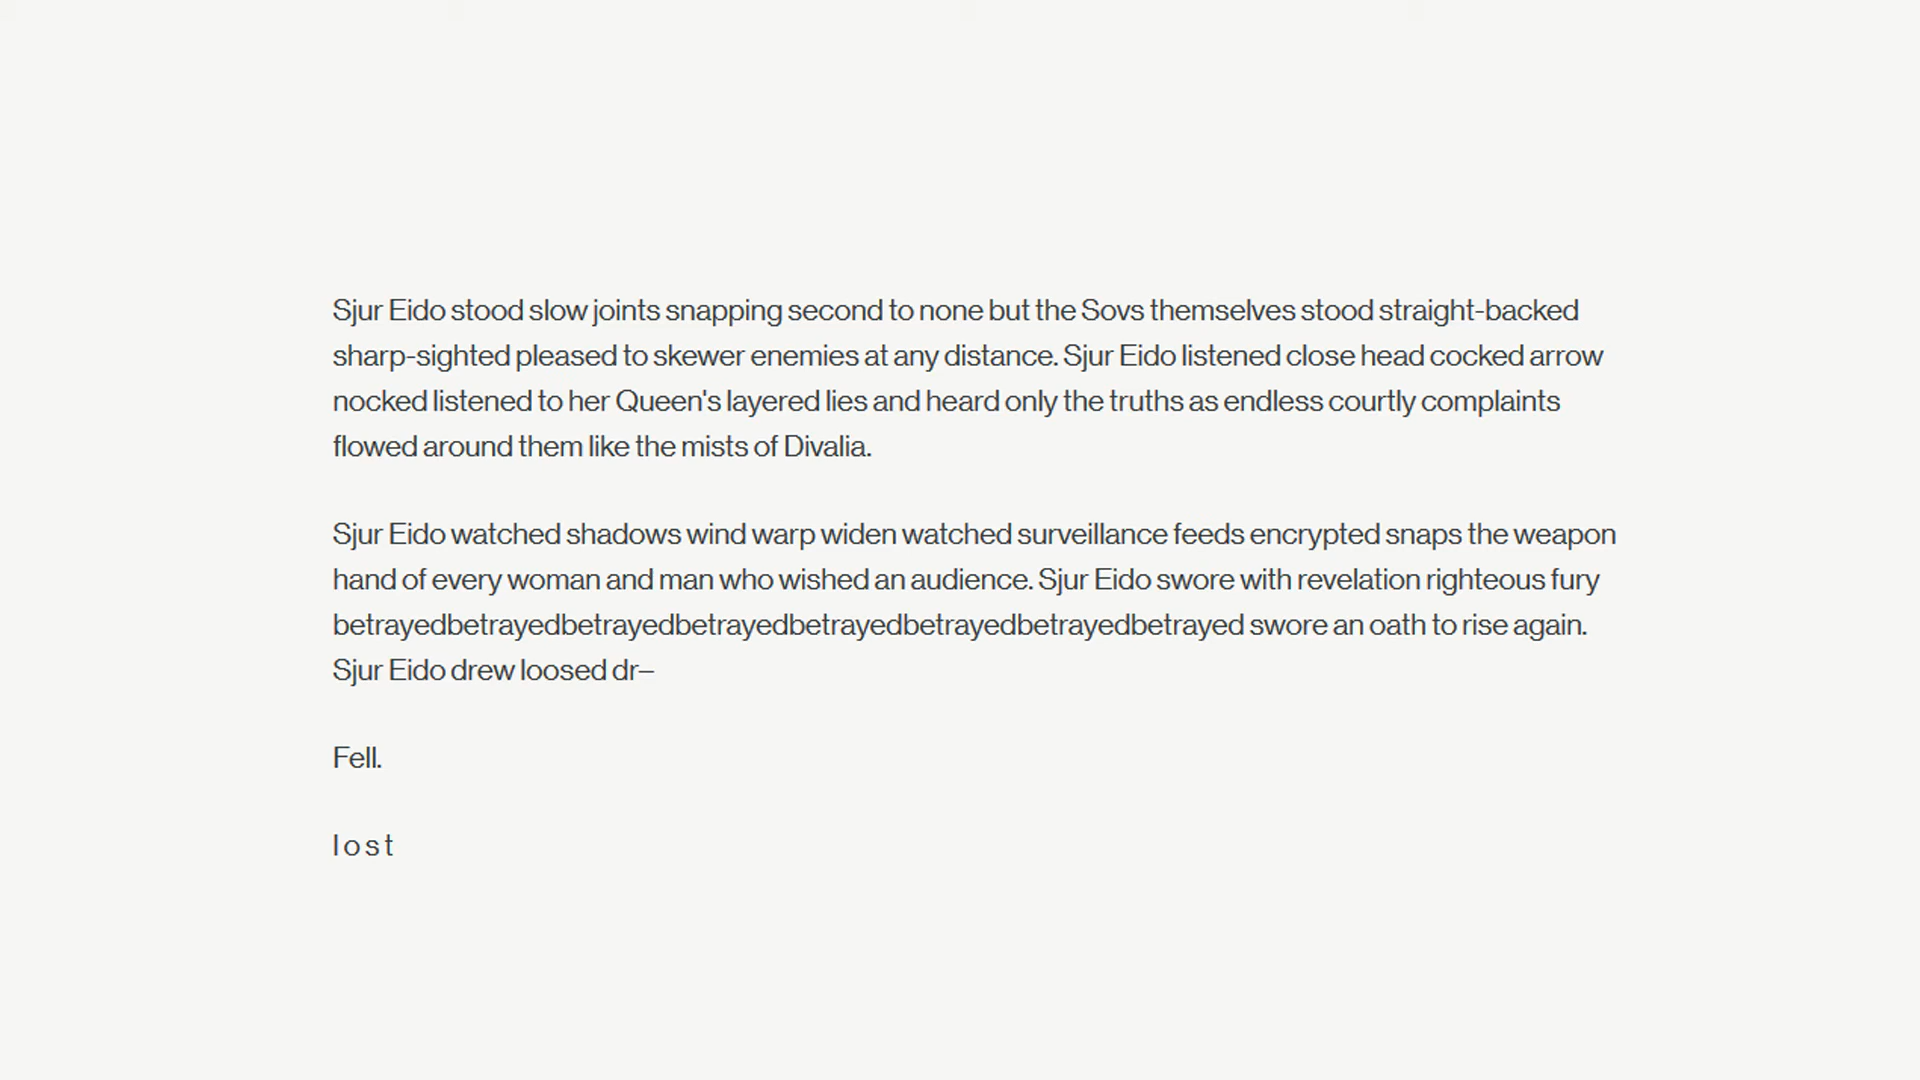 Sjur Eido stood slow joints snapping second to none but the Sovs themselves stood straight-backed
sharp-sighted pleased to skewer enemies at any distance. Sjur Eido listened close head cocked arrow
nocked listened to her Queen's layered lies and heard only the truths as endless courtly complaints
flowed around them like the mists of Divalia.
Sjur Eido watched shadows wind warp widen watched surveillance feeds encrypted snaps the weapon
hand of every woman and man who wished an audience. Sjur Eido swore with revelation righteous fury
betrayedbetrayedbetrayedbetrayedbetrayedbetrayedbetrayedbetrayed swore an oath to rise again.
Sjur Eido drew loosed dr–
Fell.
l o s t